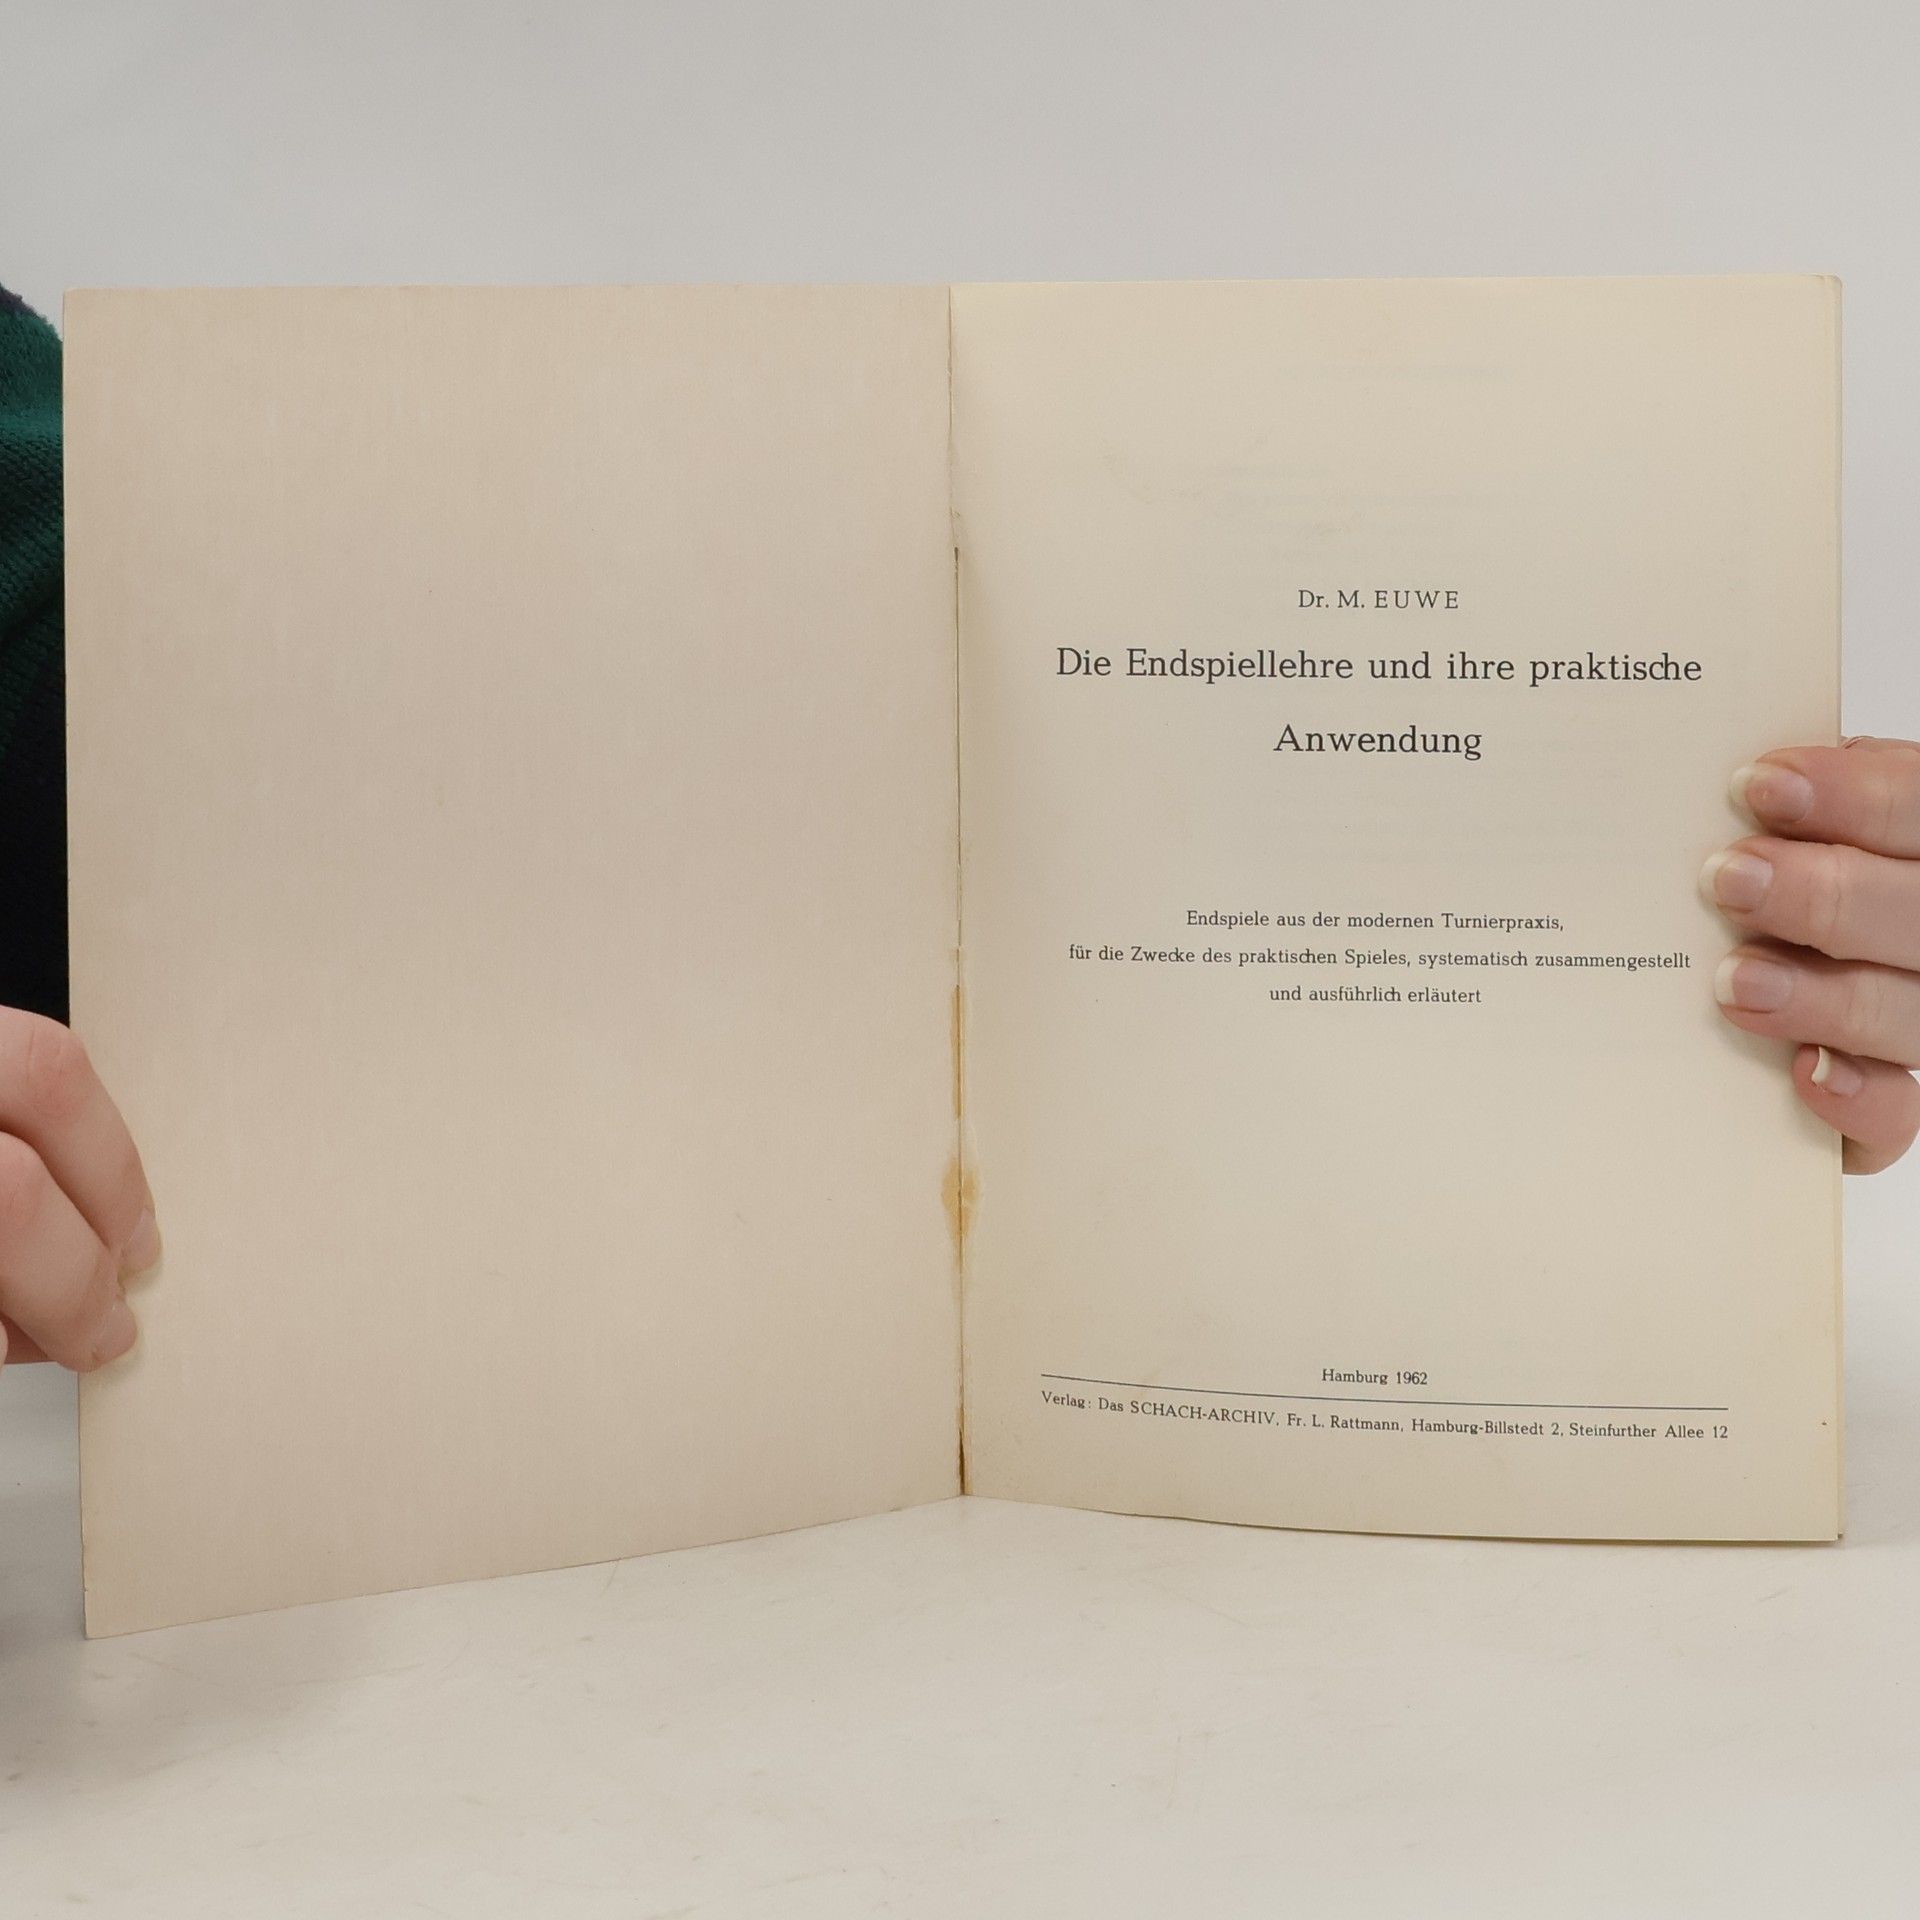 Dr. M. EUWE
Die Endspiellehre und ihre praktische
Anwendung
Endspiele aus der modernen Turnierpraxis,
für die Zwecke des praktischen Spieles, systematisch zusammengestellt
und ausführlich erläutert
Hamburg 1962
Verlag: Das SCHACH-ARCHIV, Fr. L. Rattmann, Hamburg-Billstedt 2, Steinfurther Allee 12